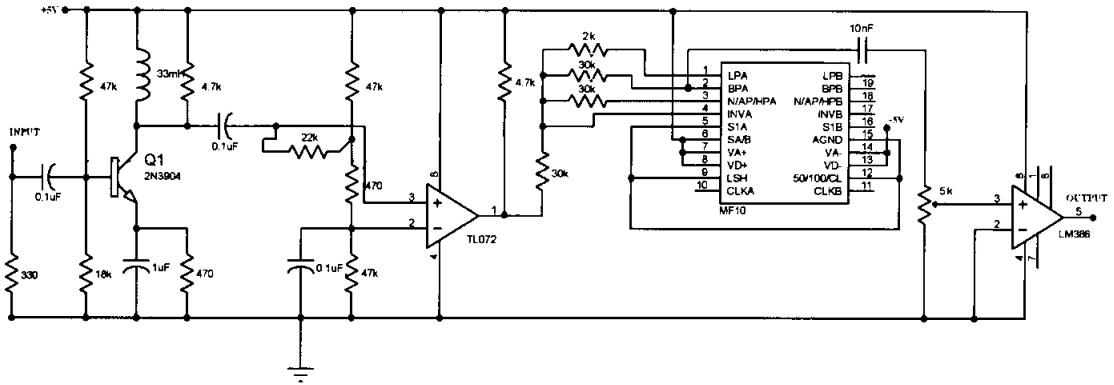 +5V
47k
33mH
4.7k
0.1uF
22k
47k
470
INPUT
0.1uF
Q1
2N3904
330
18k
1uF
470
0.1uF
47k
3
2
8
4
1
TL072
4.7k
30k
2k
30k
30k
10nF
1 LPA LPB
2 BPA BPB 19
3 N/AP/HPA N/AP/HPB 18
4 INVA INVB 17
5 S1A S1B 16
6 SA/B AGND 15
7 VA+ VA- 14
8 VD+ VD- 13
9 LSH 50/100/CL 12
10 CLKA CLKB 11
MF10
-5V
5k
3
2
1
8
4
7
5
LM386
OUTPUT